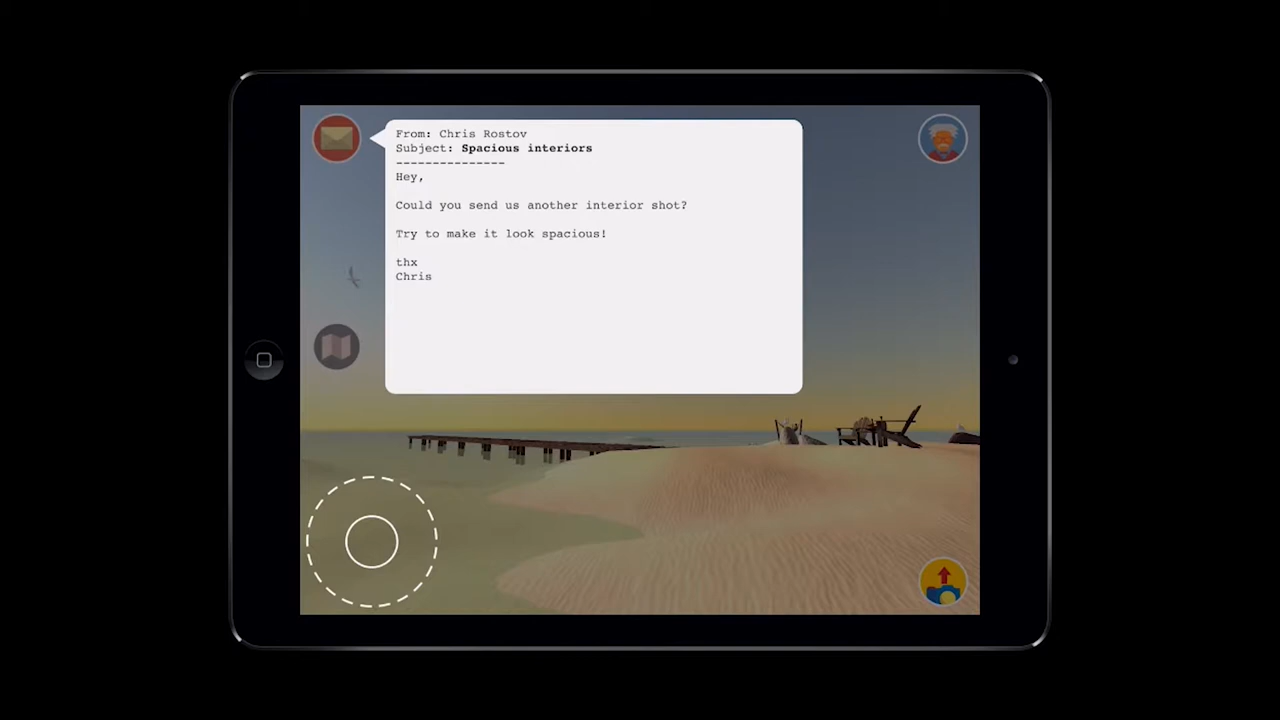 From: Chris Rostov
Subject: Spacious interiors
---------------
Hey,
Could you send us another interior shot?
Try to make it look spacious!
thx
Chris